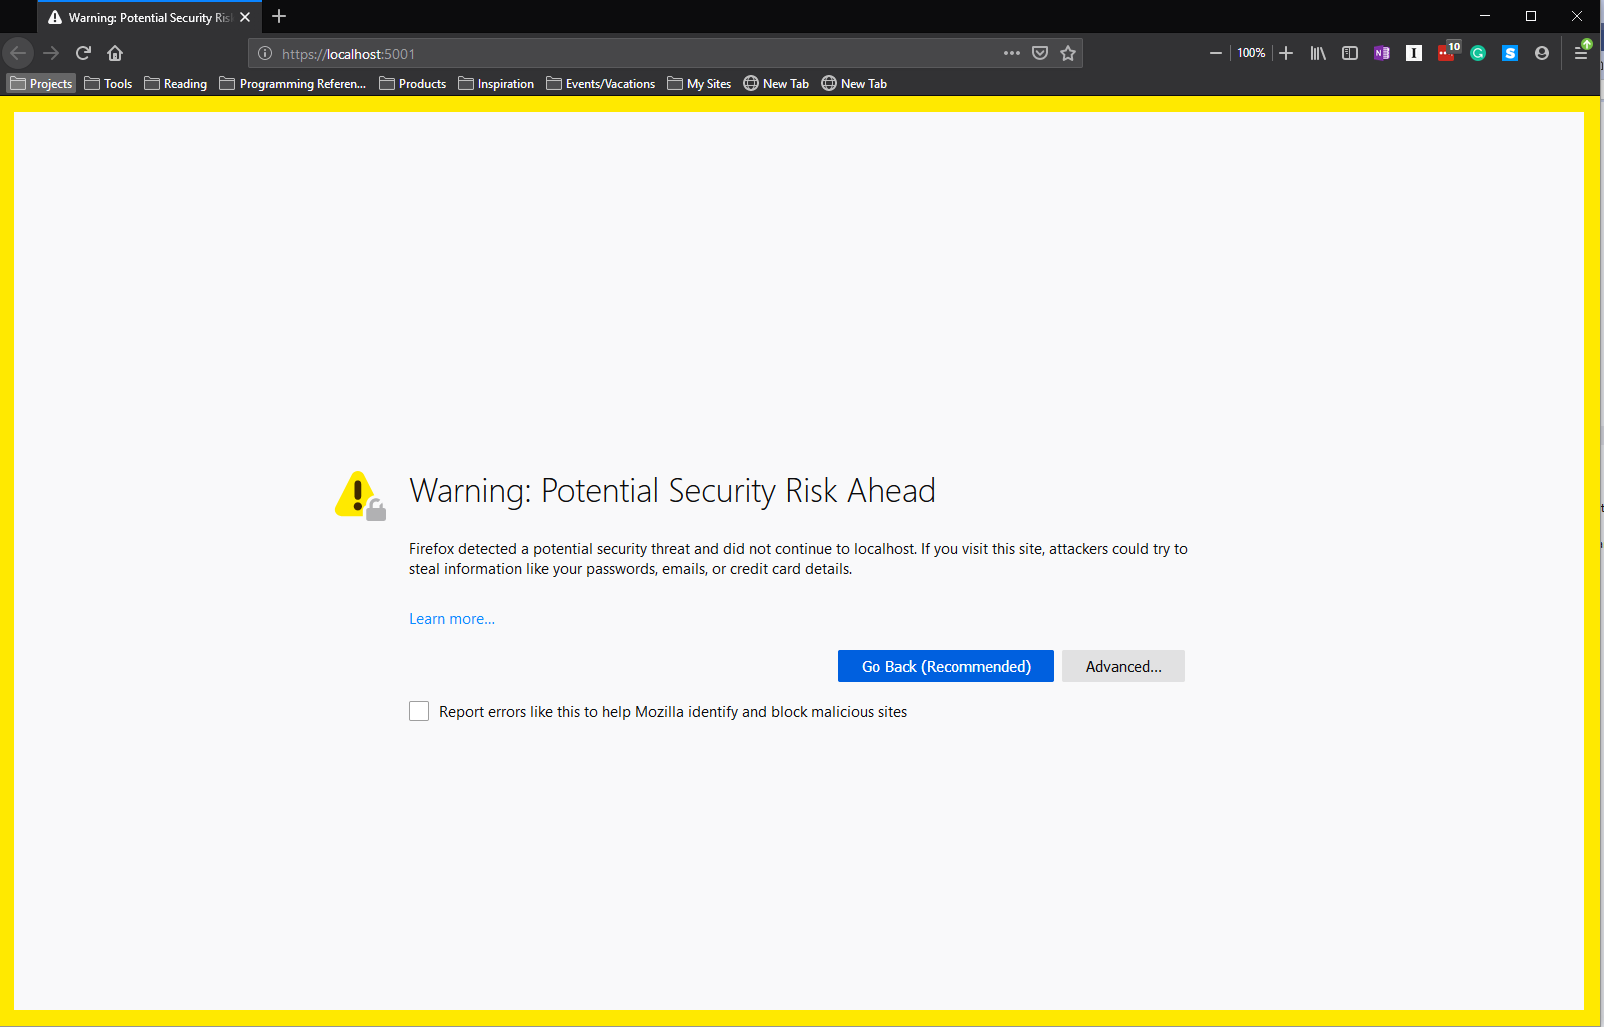 Warning: Potential Security Ris
https://localhost:5001
100%
10
Projects
Tools
Reading
Programming Referen...
Products
Inspiration
Events/Vacations
My Sites
New Tab
New Tab
Warning: Potential Security Risk Ahead
Firefox detected a potential security threat and did not continue to localhost. If you visit this site, attackers could try to
steal information like your passwords, emails, or credit card details.
Learn more...
Go Back (Recommended)
Advanced...
Report errors like this to help Mozilla identify and block malicious sites